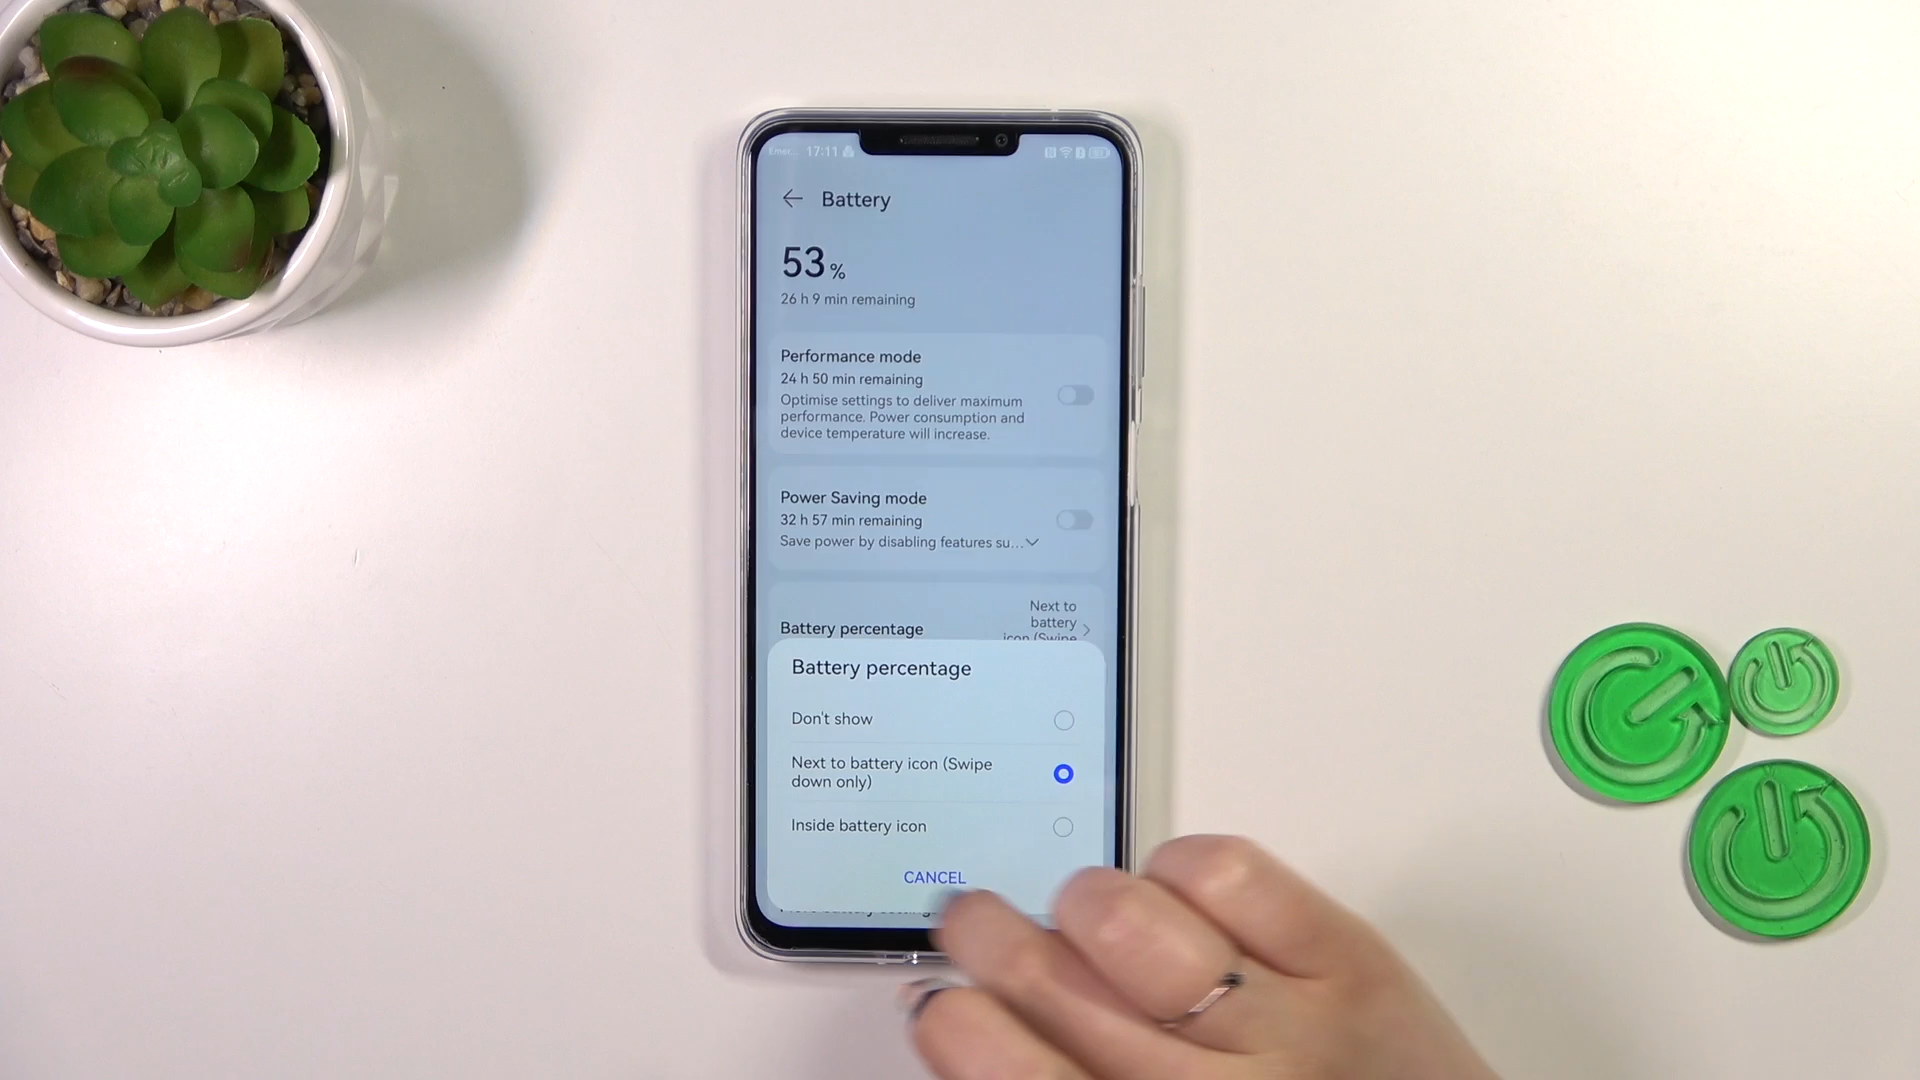 17:11
Battery
53 %
26 h 9 min remaining
Performance mode
24 h 50 min remaining
Optimise settings to deliver maximum
performance. Power consumption and
device temperature will increase.
Power Saving mode
32 h 57 min remaining
Save power by disabling features su...
Next to
battery
Battery percentage
icon (Swipe
Battery percentage
Don't show
Next to battery icon (Swipe
down only)
Inside battery icon
CANCEL